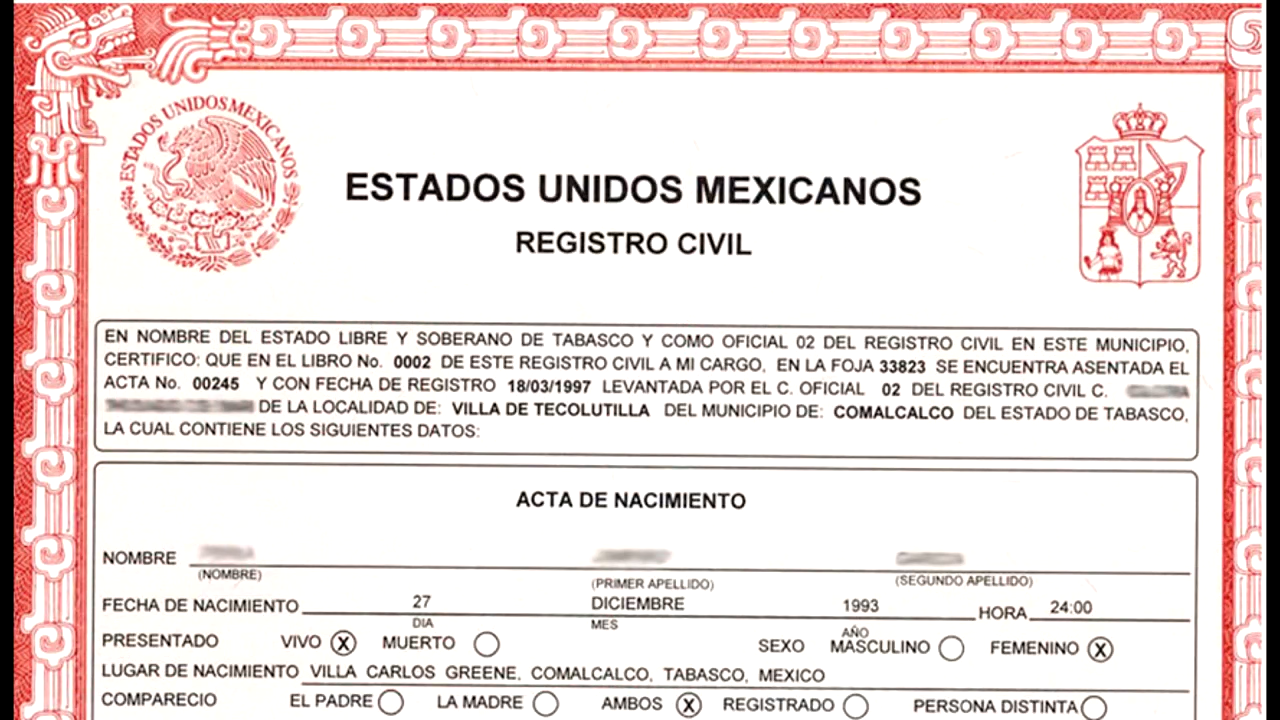 ESTADOS UNIDOS MEXICANOS
ESTADOS UNIDOS MEXICANOS
REGISTRO CIVIL
EN NOMBRE DEL ESTADO LIBRE Y SOBERANO DE TABASCO Y COMO OFICIAL 02 DEL REGISTRO CIVIL EN ESTE MUNICIPIO,
CERTIFICO: QUE EN EL LIBRO No. 0002 DE ESTE REGISTRO CIVIL A MI CARGO, EN LA FOJA 33823 SE ENCUENTRA ASENTADA EL
ACTA No. 00245 Y CON FECHA DE REGISTRO 18/03/1997 LEVANTADA POR EL C. OFICIAL 02 DEL REGISTRO CIVIL C.
DE LA LOCALIDAD DE: VILLA DE TECOLUTILLA DEL MUNICIPIO DE: COMALCALCO DEL ESTADO DE TABASCO,
LA CUAL CONTIENE LOS SIGUIENTES DATOS:
ACTA DE NACIMIENTO
NOMBRE
(NOMBRE) (PRIMER APELLIDO) (SEGUNDO APELLIDO)
FECHA DE NACIMIENTO 27 DICIEMBRE 1993 HORA 24:00
DIA MES AÑO
PRESENTADO VIVO X MUERTO SEXO MASCULINO FEMENINO X
LUGAR DE NACIMIENTO VILLA CARLOS GREENE, COMALCALCO, TABASCO, MEXICO
COMPARECIO EL PADRE LA MADRE AMBOS X REGISTRADO PERSONA DISTINTA